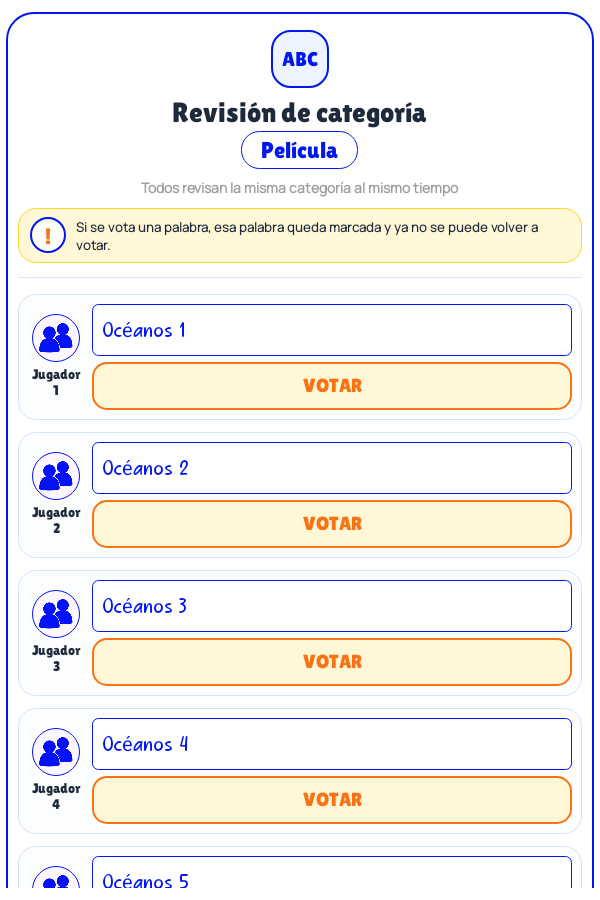 ABC
Revisión de categoría
Película
Todos revisan la misma categoría al mismo tiempo
!
Si se vota una palabra, esa palabra queda marcada y ya no se puede volver a
votar.
Océanos 1
Jugador
1
VOTAR
Océanos 2
Jugador
2
VOTAR
Océanos 3
Jugador
3
VOTAR
Océanos 4
Jugador
4
VOTAR
Océanos 5